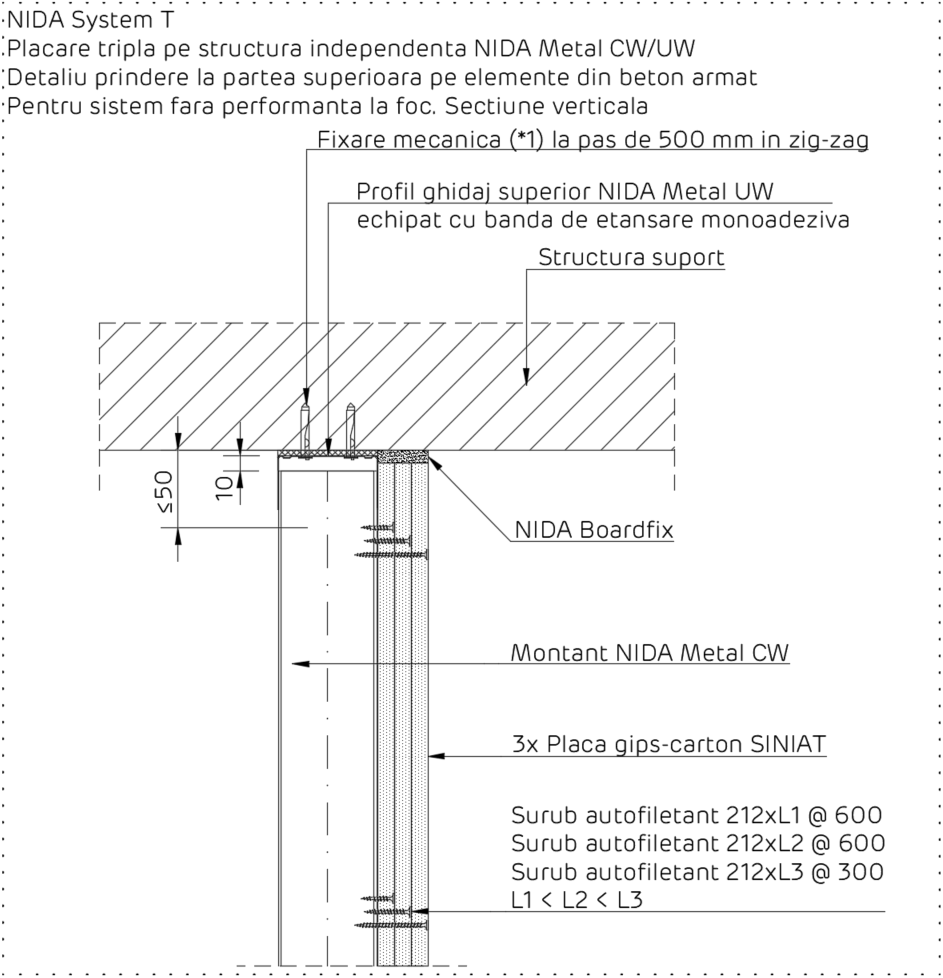 NIDA System T
Placare tripla pe structura independenta NIDA Metal CW/UW
Detaliu prindere la partea superioara pe elemente din beton armat
Pentru sistem fara performanta la foc. Sectiune verticala
Fixare mecanica (*1) la pas de 500 mm in zig-zag
Profil ghidaj superior NIDA Metal UW
echipat cu banda de etansare monoadeziva
Structura suport
≤50
10
NIDA Boardfix
Montant NIDA Metal CW
3x Placa gips-carton SINIAT
Surub autofiletant 212xL1 @ 600
Surub autofiletant 212xL2 @ 600
Surub autofiletant 212xL3 @ 300
L1 < L2 < L3